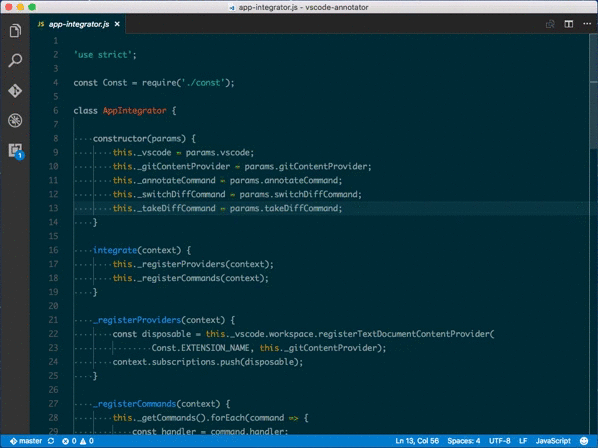 app-integrator.js - vscode-annotator
JS app-integrator.js ×
1
2 'use strict';
3
4 const Const = require('./const');
5
6 class AppIntegrator {
7
8 constructor(params) {
9 this._vscode = params.vscode;
10 this._gitContentProvider = params.gitContentProvider;
11 this._annotateCommand = params.annotateCommand;
12 this._switchDiffCommand = params.switchDiffCommand;
13 this._takeDiffCommand = params.takeDiffCommand;
14 }
15
16 integrate(context) {
17 this._registerProviders(context);
18 this._registerCommands(context);
19 }
20
21 _registerProviders(context) {
22 const disposable = this._vscode.workspace.registerTextDocumentContentProvider(
23 Const.EXTENSION_NAME, this._gitContentProvider);
24 context.subscriptions.push(disposable);
25 }
26
27 _registerCommands(context) {
28 this._getCommands().forEach(command => {
29 const handler = command.handler;
1
master 0 0 Ln 13, Col 56 Spaces: 4 UTF-8 LF JavaScript